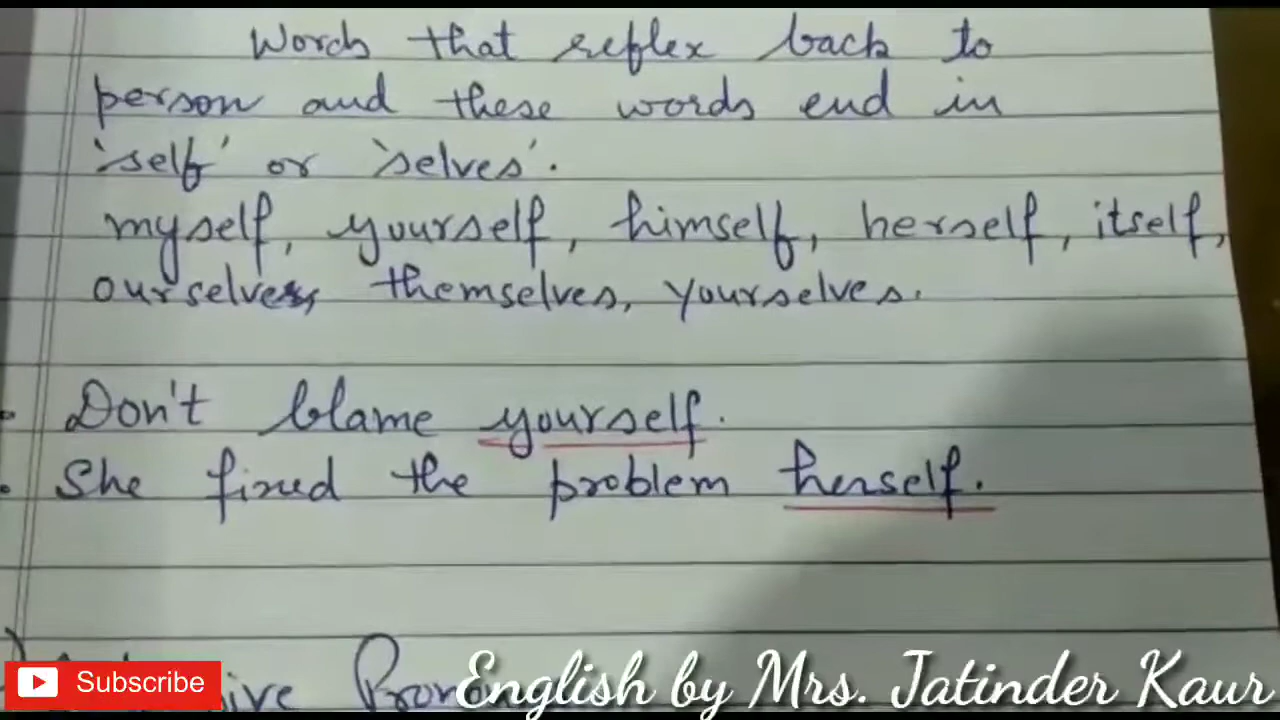 Words that reflex back to
person and these words end in
'self' or 'selves'.
myself, yourself, himself, herself, itself,
ourselves, themselves, yourselves.
Don't blame yourself.
She fixed the problem herself.
Subscribe
English by Mrs. Jatinder Kaur